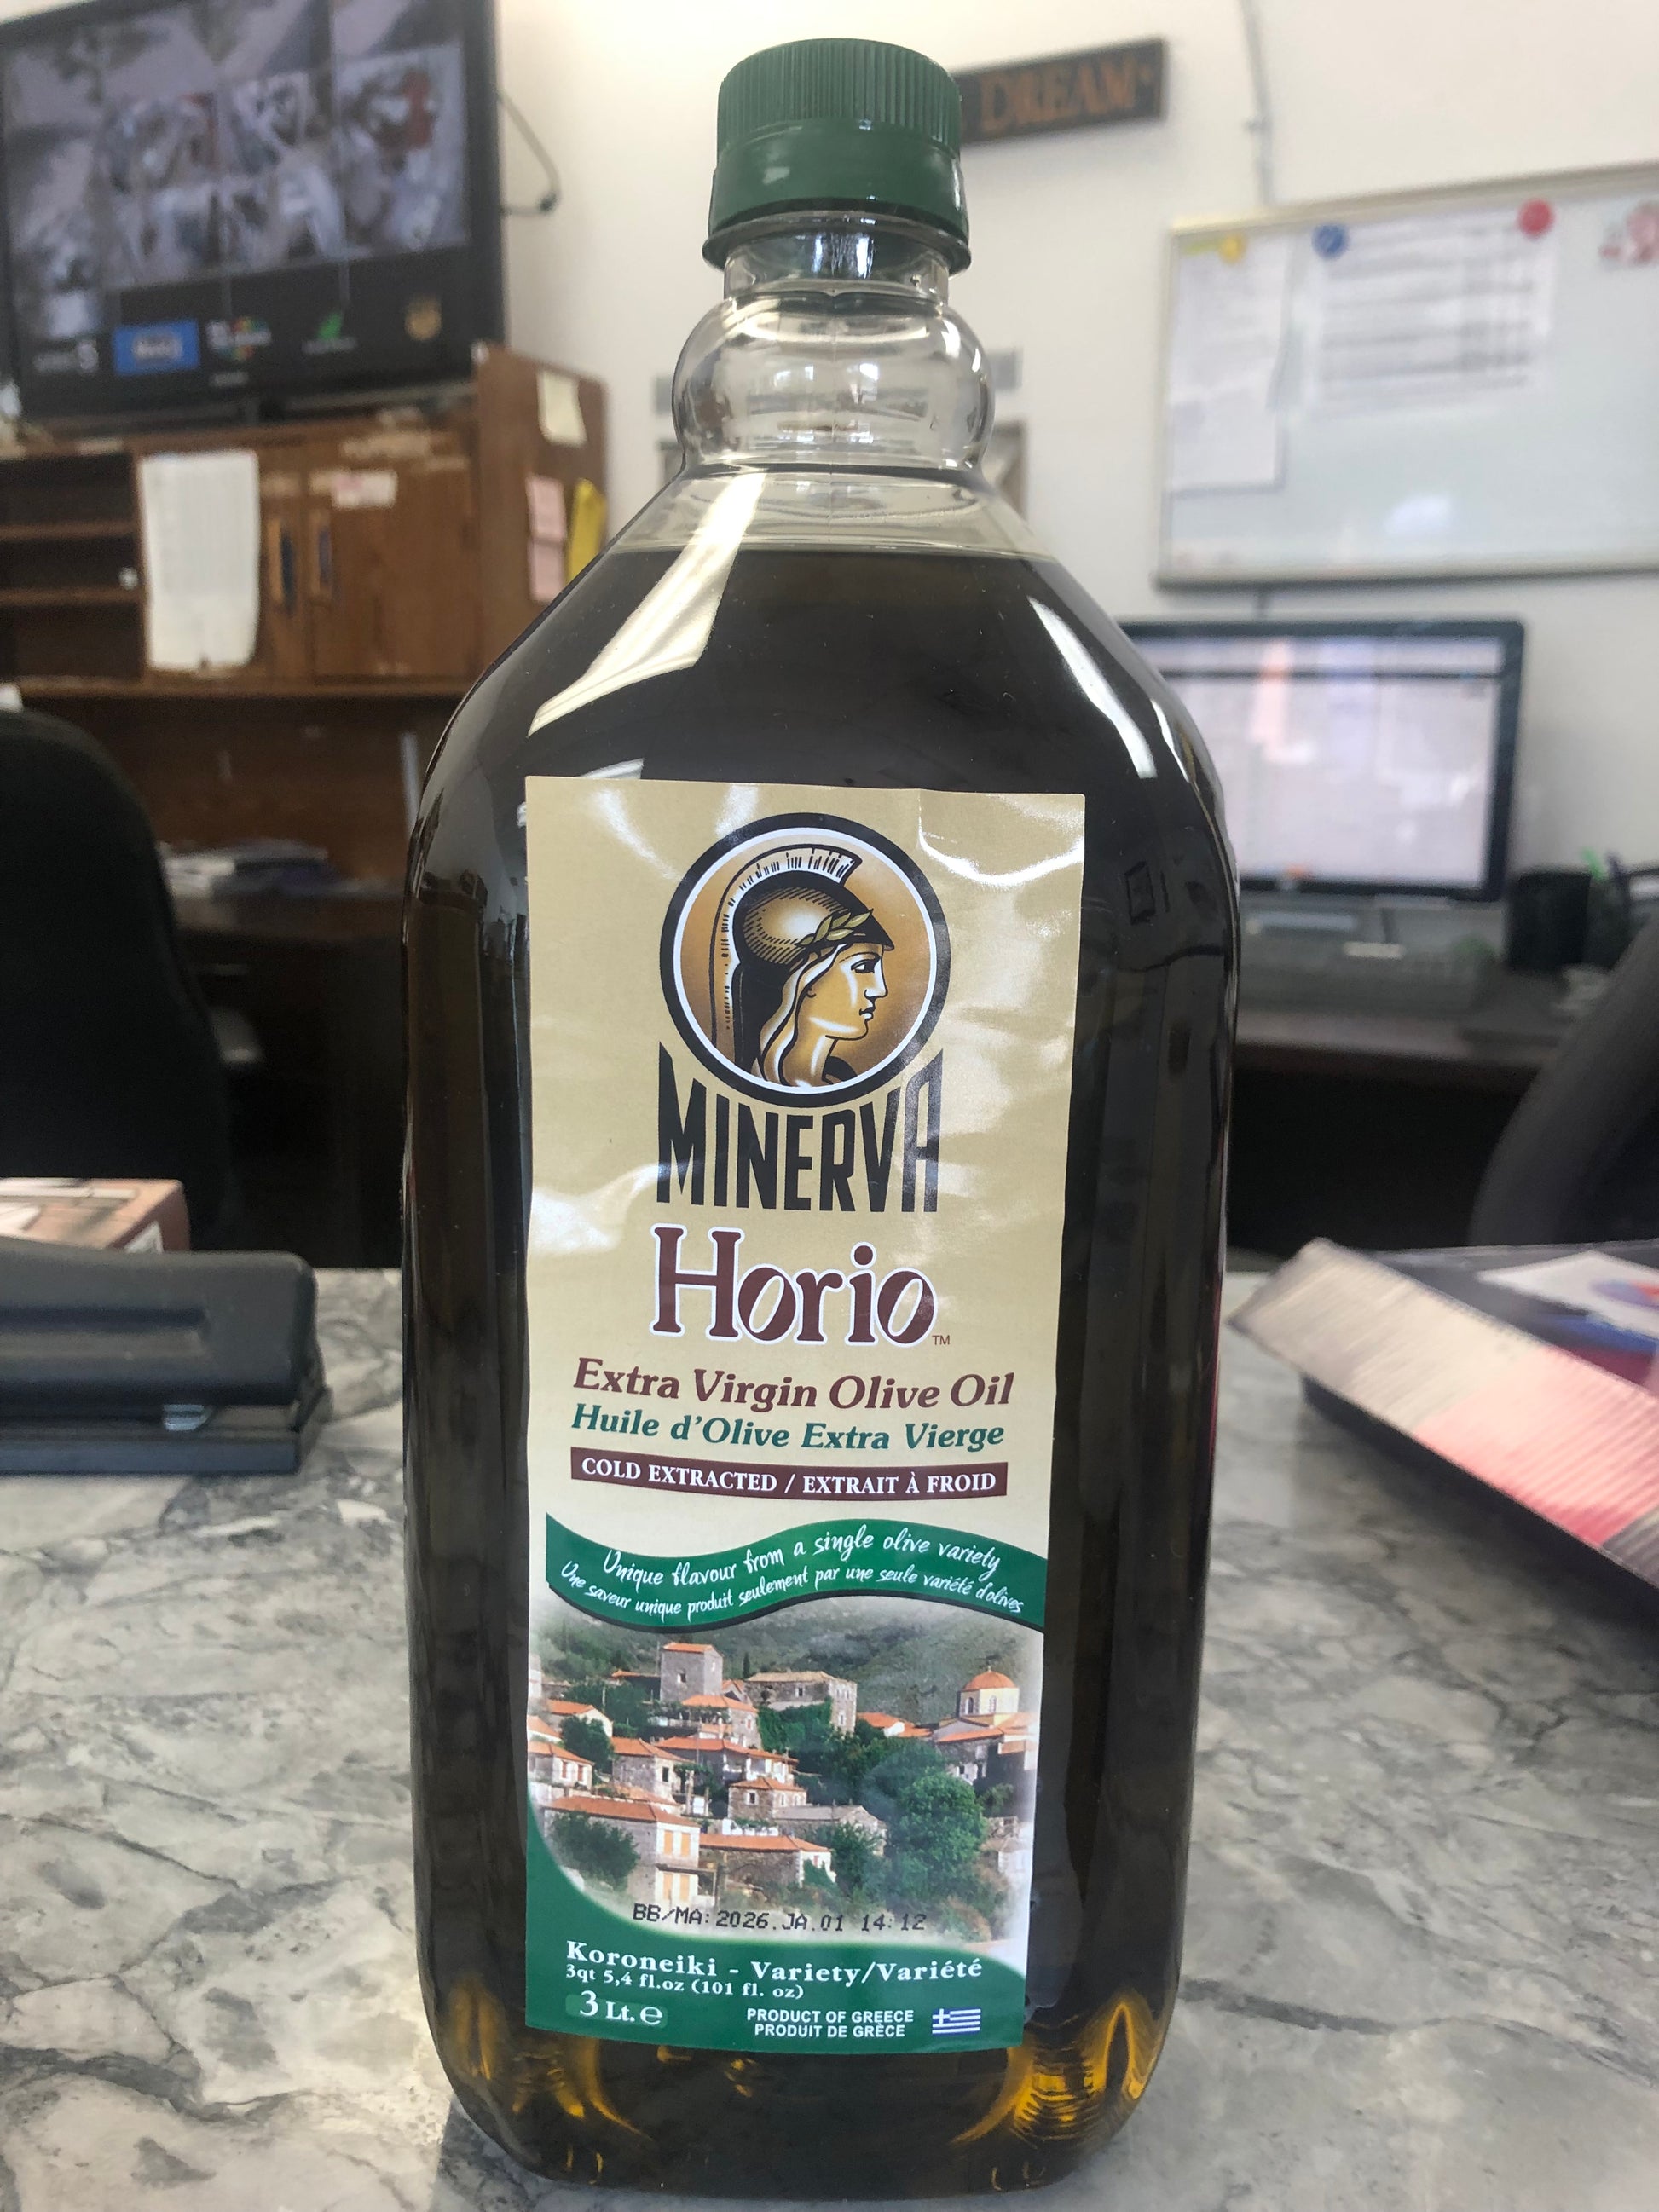 DREAM
MINERVA
Horio™
Extra Virgin Olive Oil
Huile d'Olive Extra Vierge
COLD EXTRACTED / EXTRAIT À FROID
Unique flavour from a single olive variety
Une saveur unique produit seulement par une seule variété d'olives
BB/MA: 2026.JA.01 14:12
Koroneiki - Variety/Variété
3qt 5,4 fl.oz (101 fl. oz)
3 Lt. ℮
PRODUCT OF GREECE
PRODUIT DE GRÈCE